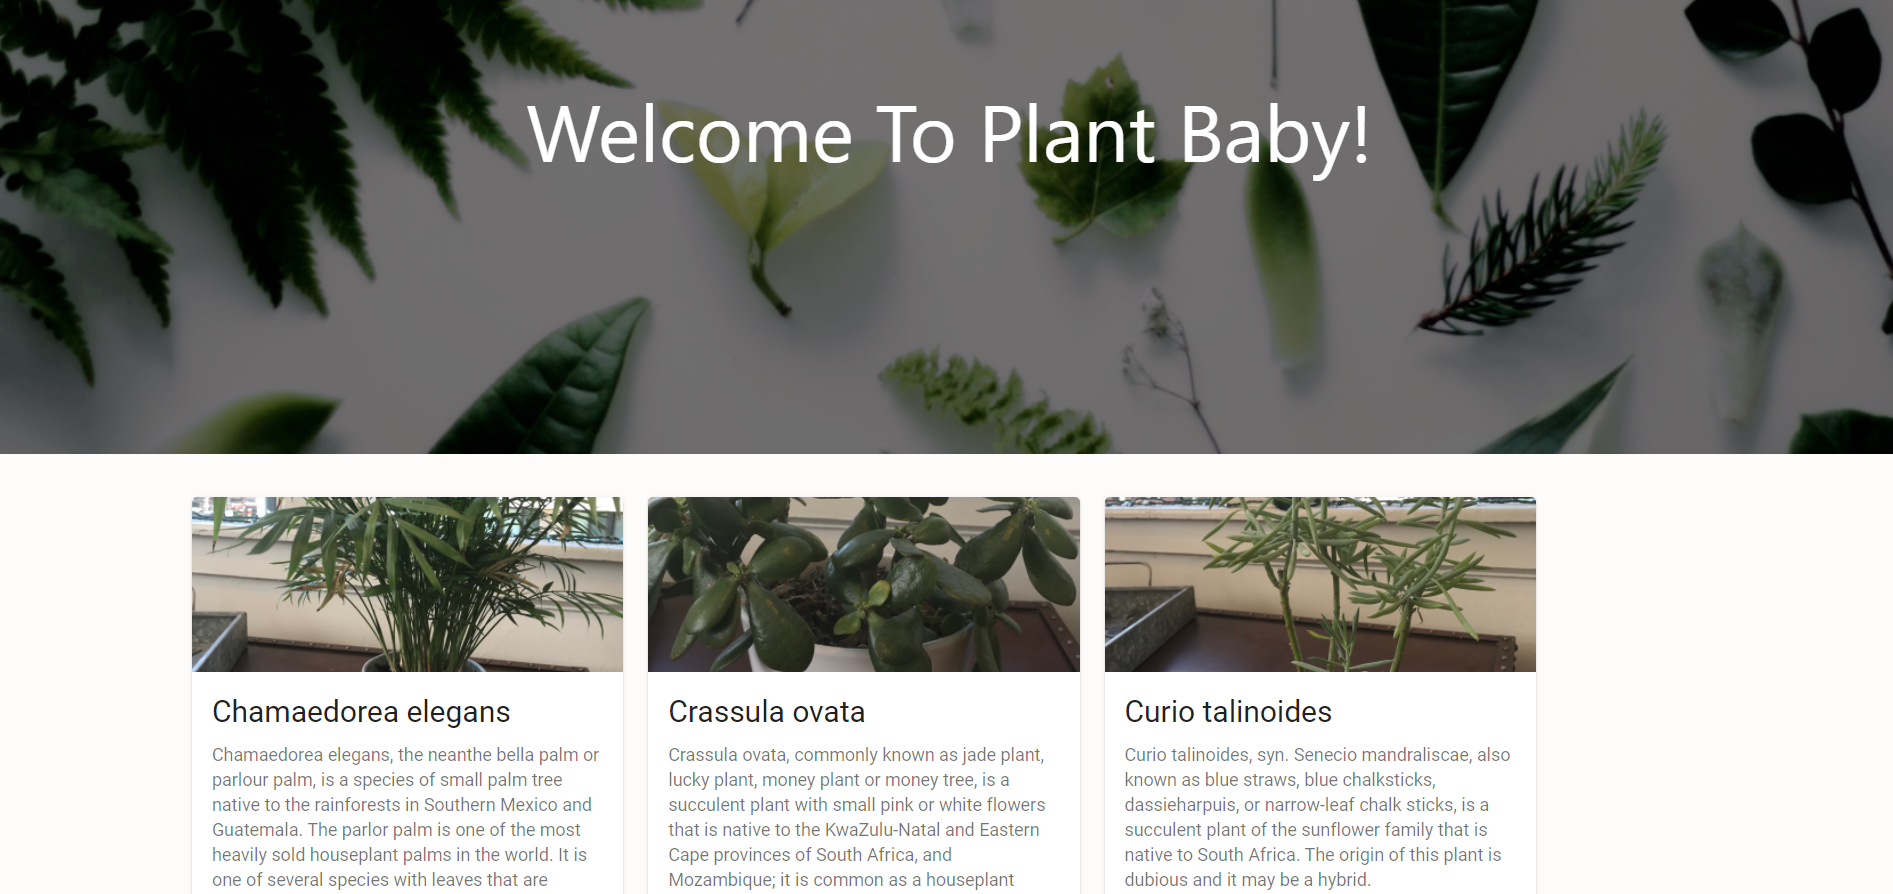 Welcome To Plant Baby!
Chamaedorea elegans
Chamaedorea elegans, the neanthe bella palm or
parlour palm, is a species of small palm tree
native to the rainforests in Southern Mexico and
Guatemala. The parlor palm is one of the most
heavily sold houseplant palms in the world. It is
one of several species with leaves that are
Crassula ovata
Crassula ovata, commonly known as jade plant,
lucky plant, money plant or money tree, is a
succulent plant with small pink or white flowers
that is native to the KwaZulu-Natal and Eastern
Cape provinces of South Africa, and
Mozambique; it is common as a houseplant
Curio talinoides
Curio talinoides, syn. Senecio mandraliscae, also
known as blue straws, blue chalksticks,
dassieharpuis, or narrow-leaf chalk sticks, is a
succulent plant of the sunflower family that is
native to South Africa. The origin of this plant is
dubious and it may be a hybrid.